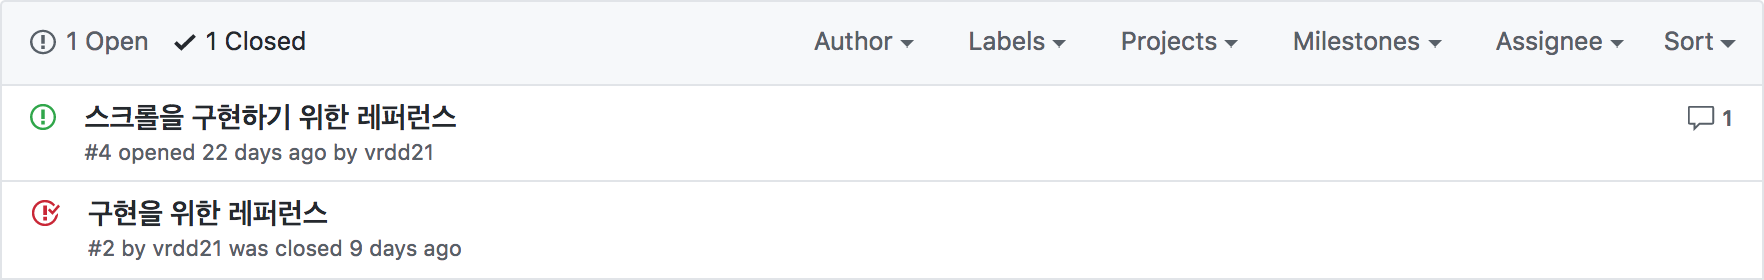 1 Open 1 Closed Author Labels Projects Milestones Assignee Sort
스크롤을 구현하기 위한 레퍼런스 1
#4 opened 22 days ago by vrdd21
구현을 위한 레퍼런스
#2 by vrdd21 was closed 9 days ago